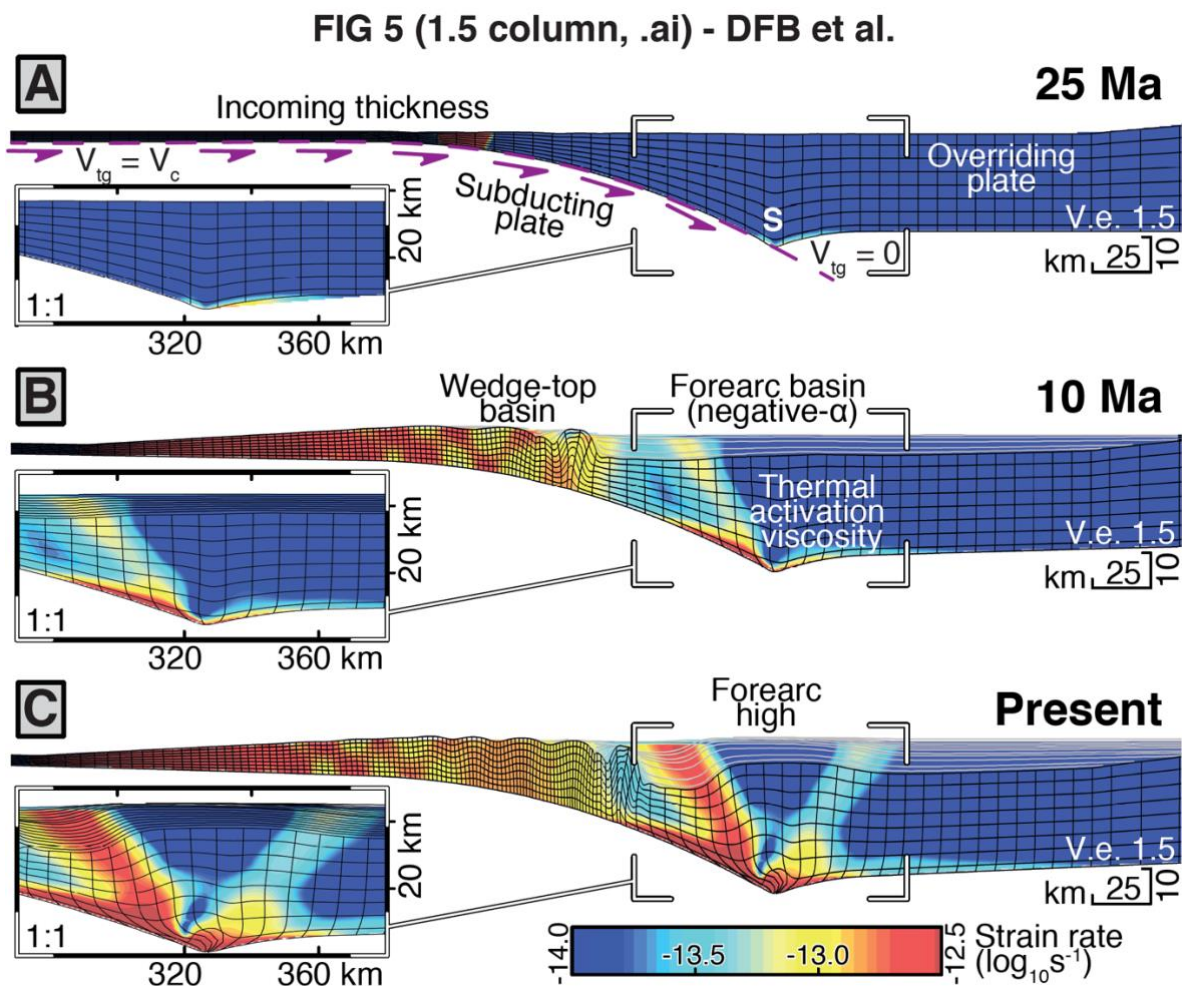 FIG 5 (1.5 column, .ai) - DFB et al.
A
25 Ma
Incoming thickness
Vtg = Vc
Subducting
plate
Overriding
plate
S
Vtg = 0
V.e. 1.5
km 25 10
20 km
1:1
320 360 km
B
10 Ma
Wedge-top
basin
Forearc basin
(negative-α)
Thermal
activation
viscosity
V.e. 1.5
km 25 10
20 km
1:1
320 360 km
C
Present
Forearc
high
V.e. 1.5
km 25 10
20 km
1:1
320 360 km
-14.0 -13.5 -13.0 -12.5
Strain rate
(log10s-1)